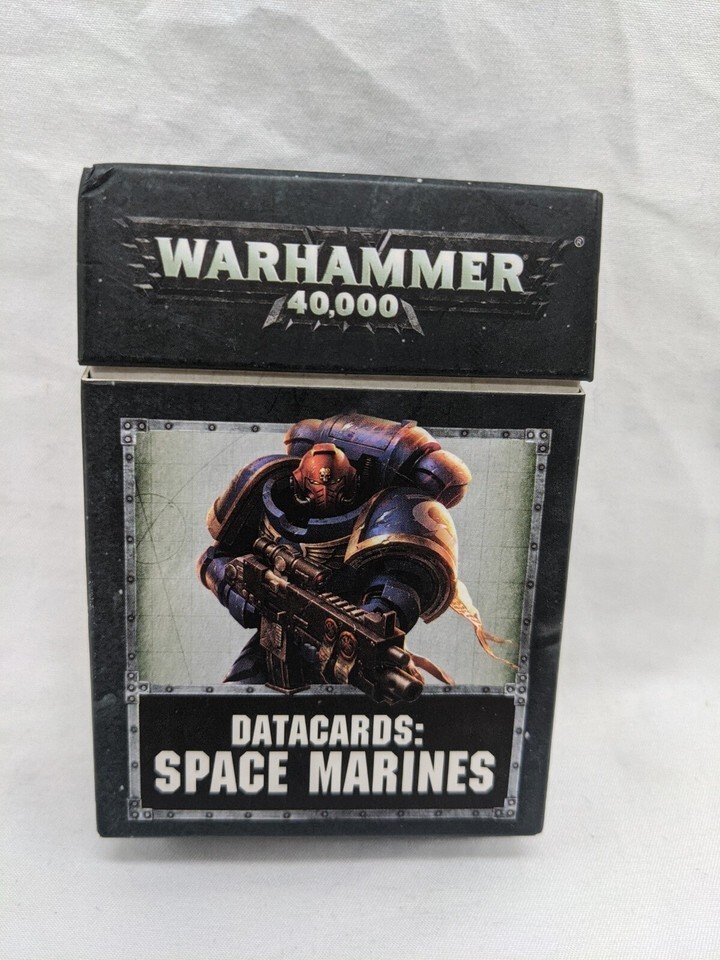 WARHAMMER®
40,000
DATACARDS:
SPACE MARINES